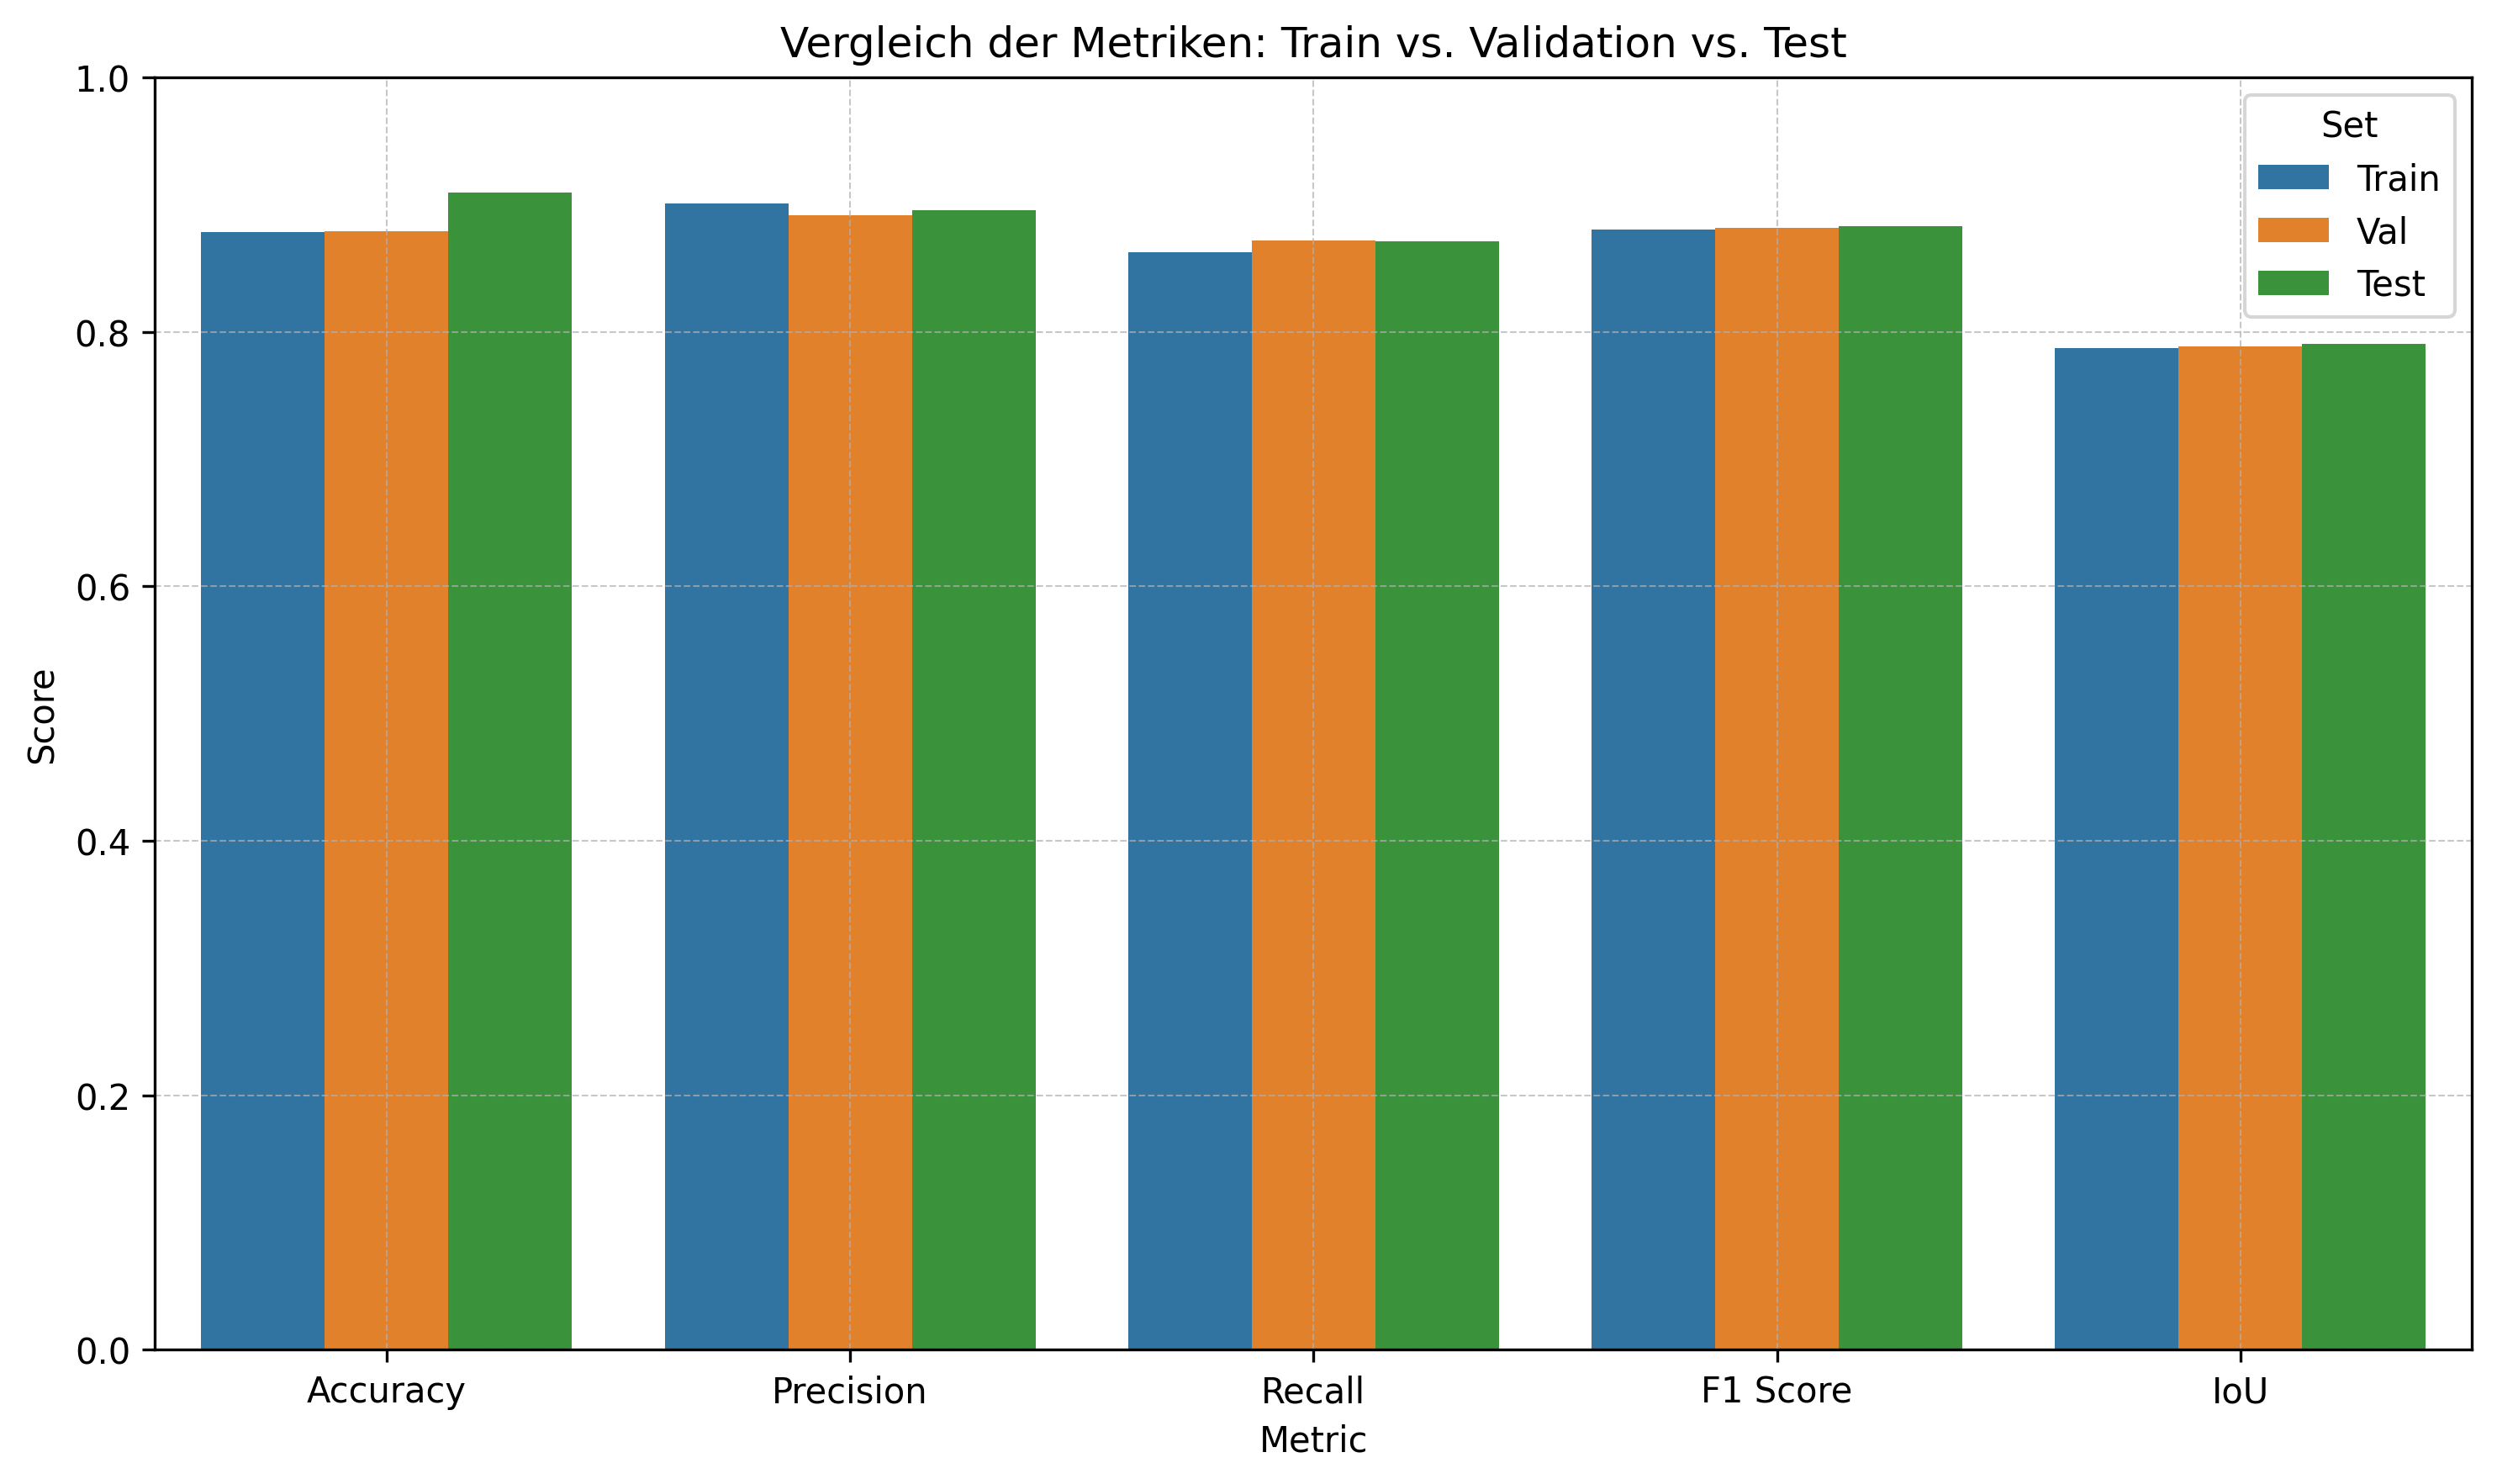 Vergleich der Metriken: Train vs. Validation vs. Test
1.0
0.8
0.6
0.4
0.2
0.0
Score
Set
Train
Val
Test
Accuracy
Precision
Recall
F1 Score
IoU
Metric